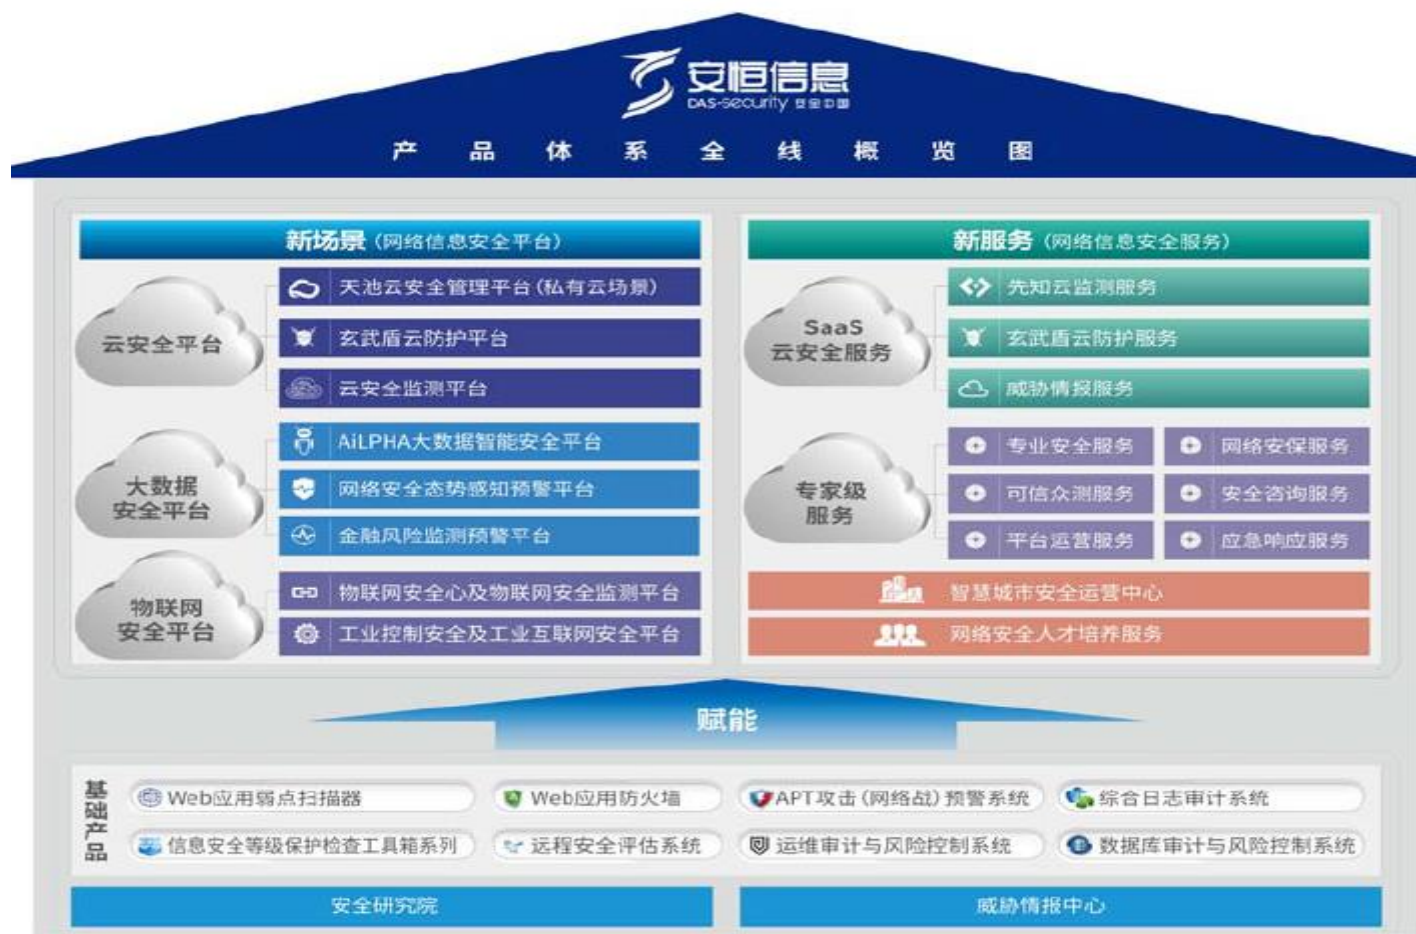 安恒信息
DAS-security 安全中国
产品体系全线概览图
新场景(网络信息安全平台)
云安全平台
天池云安全管理平台(私有云场景)
玄武盾云防护平台
云安全监测平台
大数据
安全平台
AiLPHA大数据智能安全平台
网络安全态势感知预警平台
金融风险监测预警平台
物联网
安全平台
物联网安全心及物联网安全监测平台
工业控制安全及工业互联网安全平台
新服务(网络信息安全服务)
SaaS
云安全服务
先知云监测服务
玄武盾云防护服务
威胁情报服务
专家级
服务
专业安全服务
网络安保服务
可信众测服务
安全咨询服务
平台运营服务
应急响应服务
智慧城市安全运营中心
网络安全人才培养服务
赋能
基础产品
Web应用弱点扫描器
Web应用防火墙
APT攻击(网络战)预警系统
综合日志审计系统
信息安全等级保护检查工具箱系列
远程安全评估系统
运维审计与风险控制系统
数据库审计与风险控制系统
安全研究院
威胁情报中心